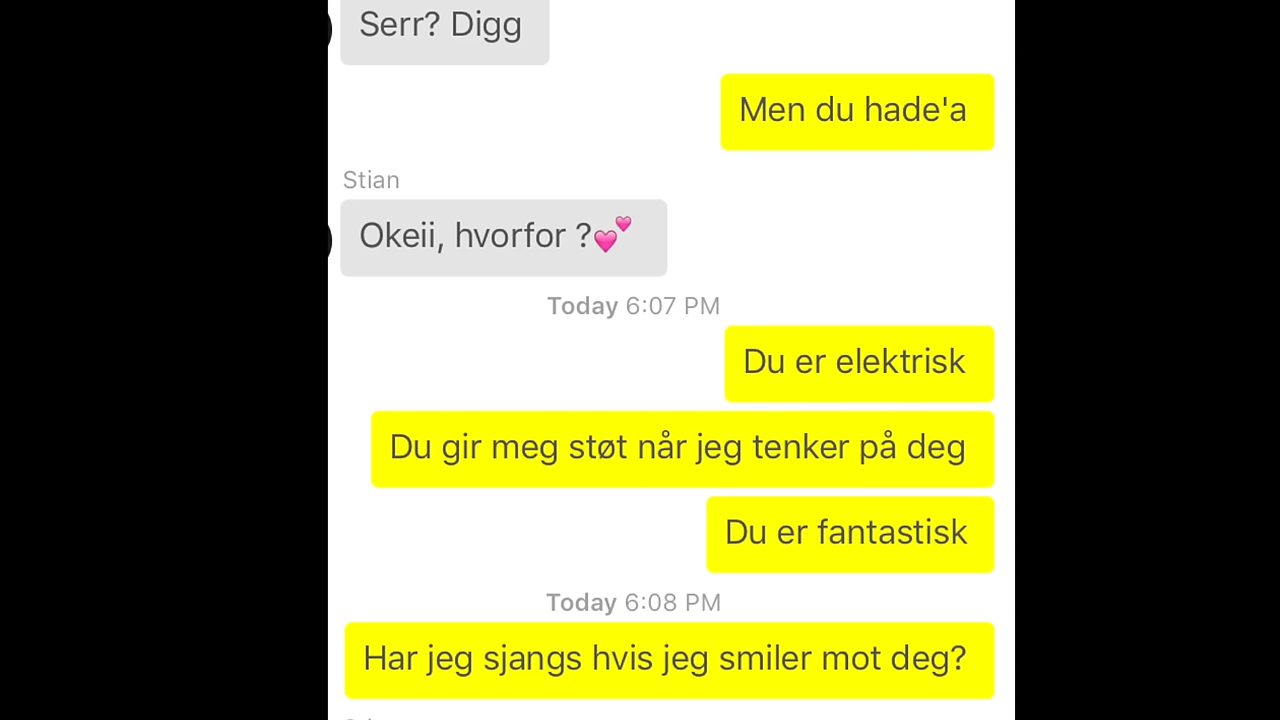 Serr? Digg
Men du hade'a
Stian
Okeii, hvorfor ?💕
Today 6:07 PM
Du er elektrisk
Du gir meg støt når jeg tenker på deg
Du er fantastisk
Today 6:08 PM
Har jeg sjangs hvis jeg smiler mot deg?